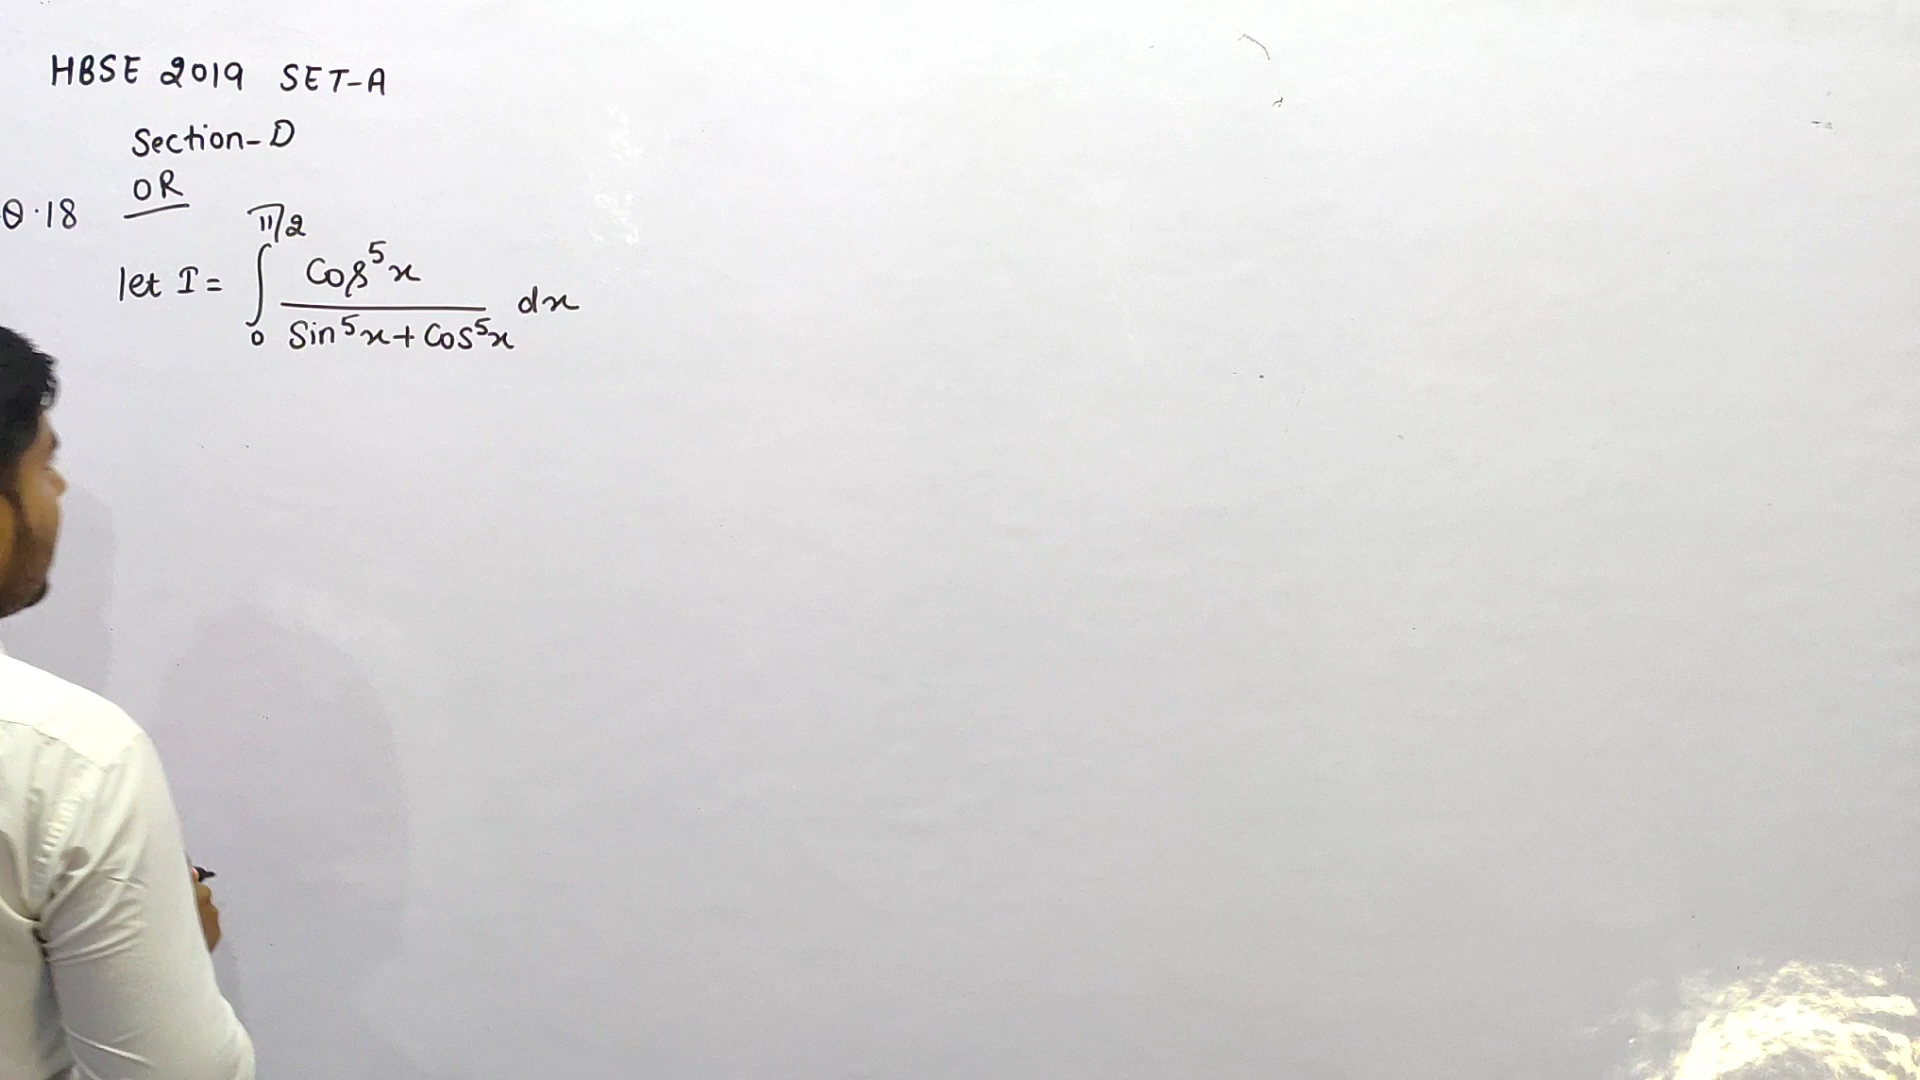 HBSE 2019 SET-A
Section-D
OR
Q.18
π/2
let I = ∫ Cos⁵x / Sin⁵x + Cos⁵x dx
0